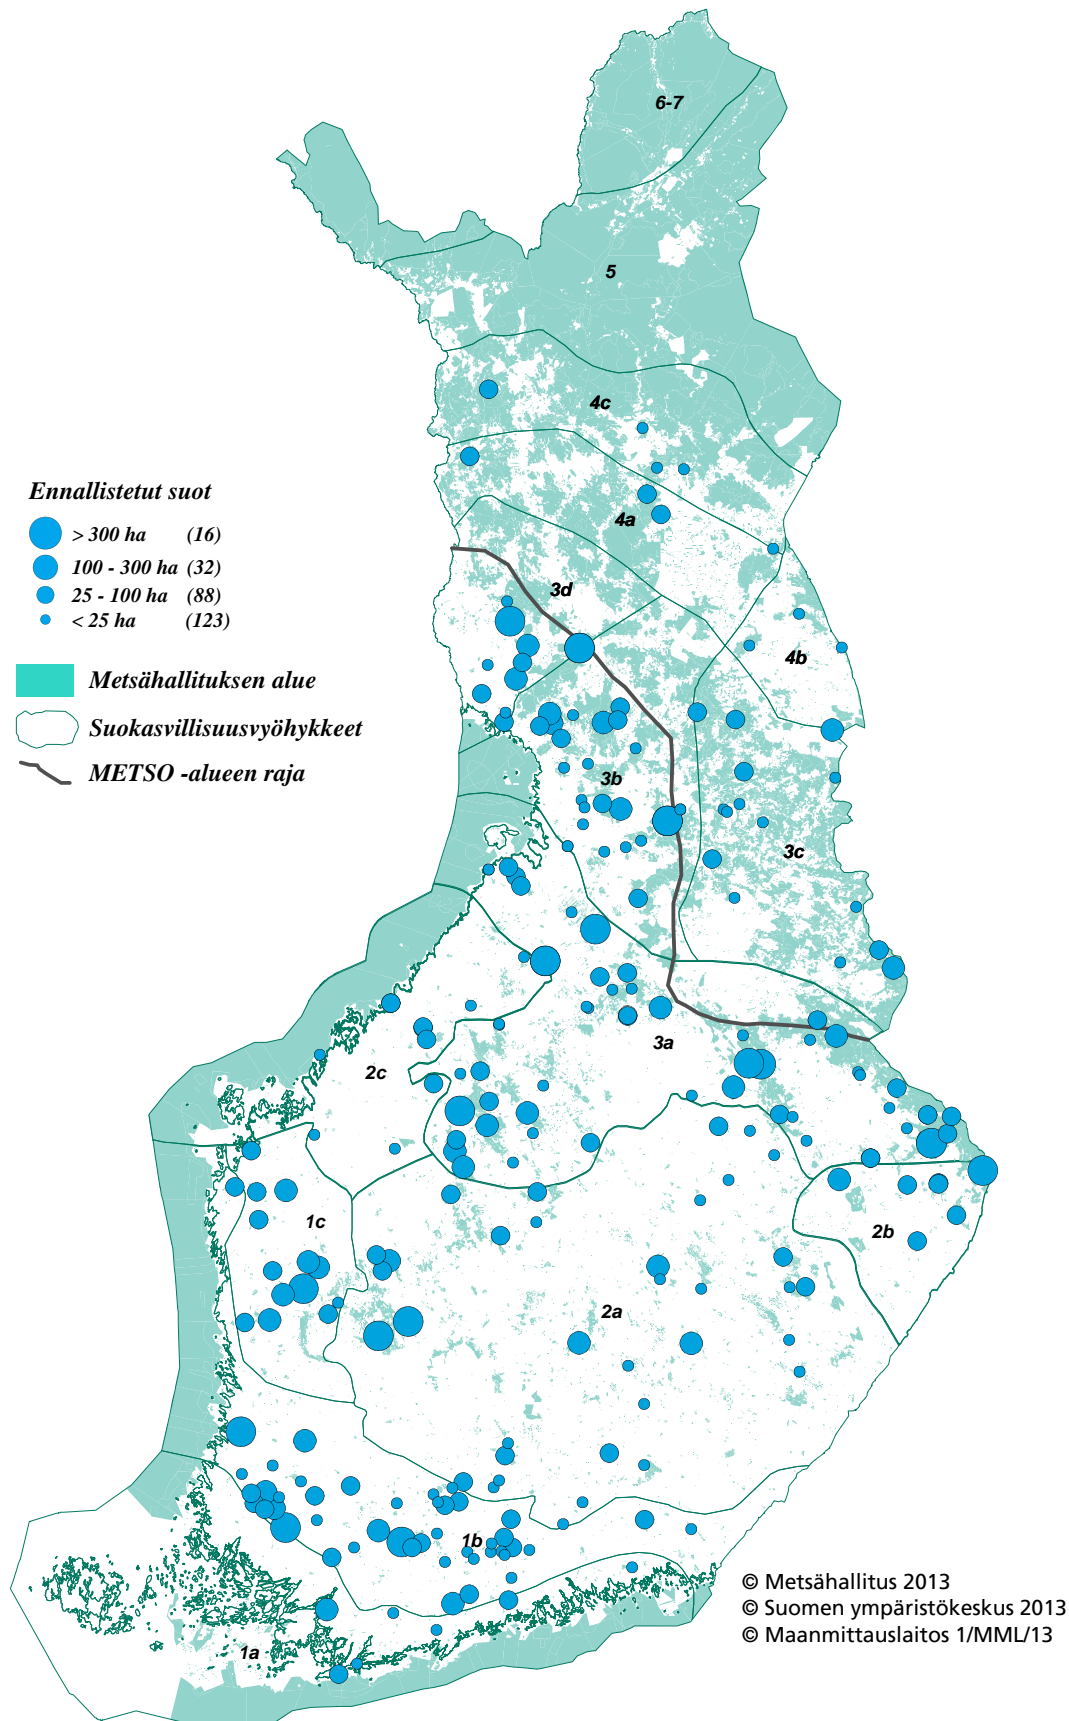 6-7
5
4c
4a
3d
4b
3b
3c
3a
2c
2b
1c
2a
1b
1a
Ennallistetut suot
> 300 ha (16)
100 - 300 ha (32)
25 - 100 ha (88)
< 25 ha (123)
Metsähallituksen alue
Suokasvillisuusvyöhykkeet
METSO -alueen raja
© Metsähallitus 2013
© Suomen ympäristökeskus 2013
© Maanmittauslaitos 1/MML/13